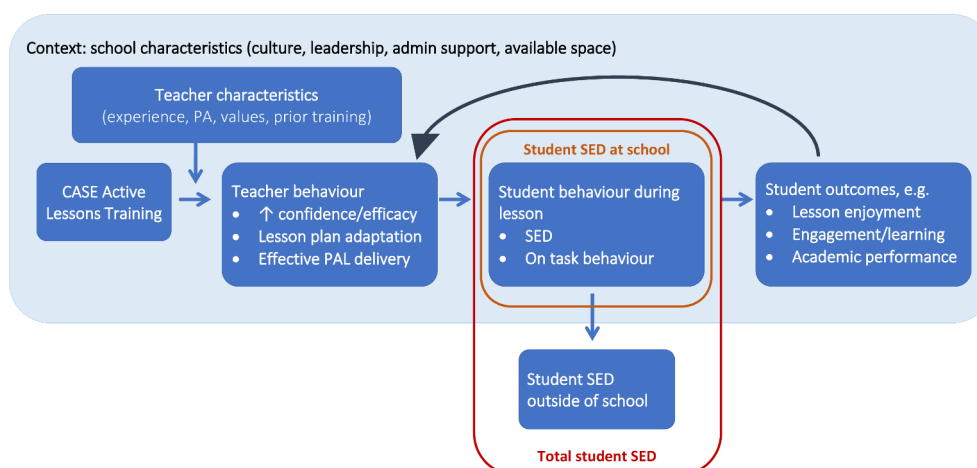 Context: school characteristics (culture, leadership, admin support, available space)
Teacher characteristics
(experience, PA, values, prior training)
CASE Active
Lessons Training
Teacher behaviour
• ↑ confidence/efficacy
• Lesson plan adaptation
• Effective PAL delivery
Student SED at school
Student behaviour during
lesson
• SED
• On task behaviour
Student outcomes, e.g.
• Lesson enjoyment
• Engagement/learning
• Academic performance
Student SED
outside of school
Total student SED